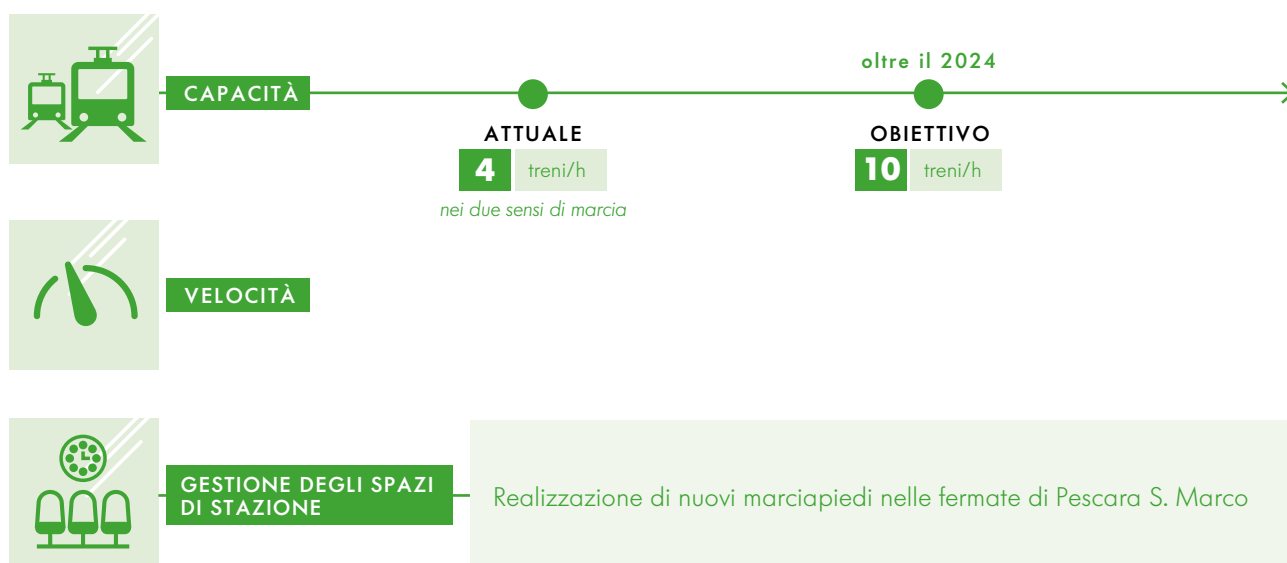 oltre il 2024
CAPACITÀ
ATTUALE
OBIETTIVO
4 treni/h
10 treni/h
nei due sensi di marcia
VELOCITÀ
GESTIONE DEGLI SPAZI
DI STAZIONE
Realizzazione di nuovi marciapiedi nelle fermate di Pescara S. Marco